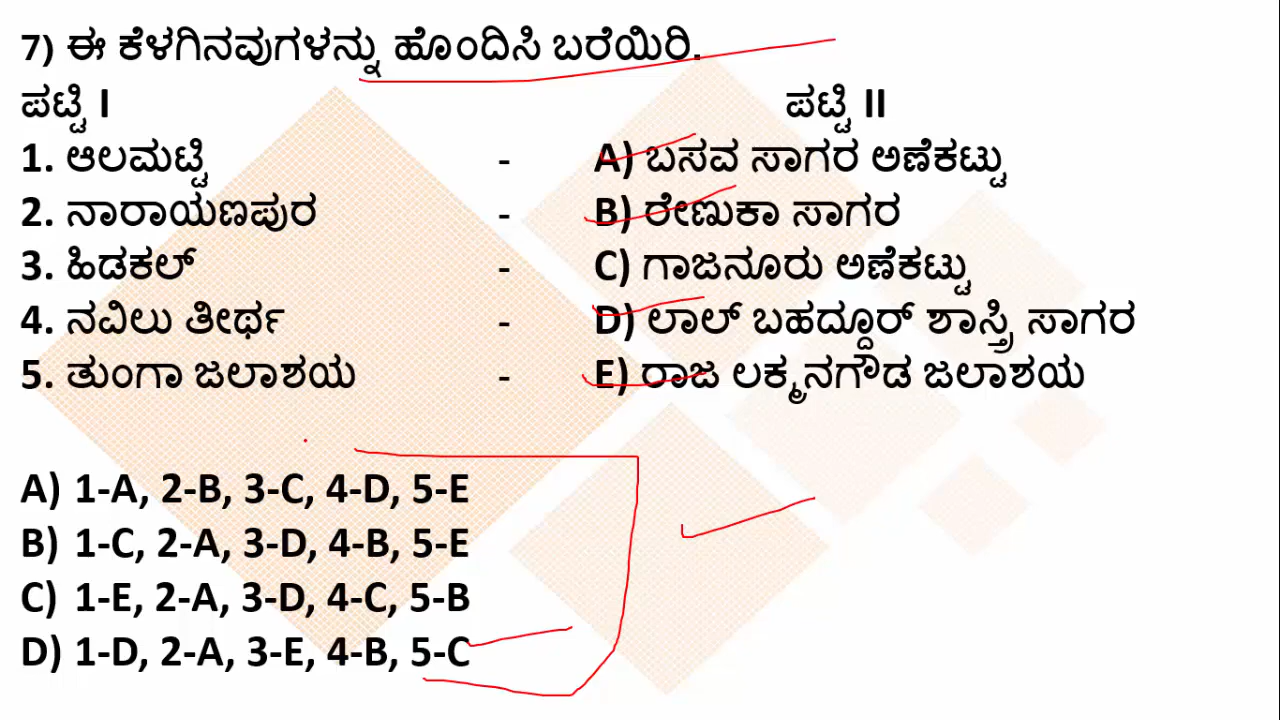 7) ಈ ಕೆಳಗಿನವುಗಳನ್ನು ಹೊಂದಿಸಿ ಬರೆಯಿರಿ.
ಪಟ್ಟಿ I ಪಟ್ಟಿ II
1. ಆಲಮಟ್ಟಿ - A) ಬಸವ ಸಾಗರ ಅಣೆಕಟ್ಟು
2. ನಾರಾಯಣಪುರ - B) ರೇಣುಕಾ ಸಾಗರ
3. ಹಿಡಕಲ್ - C) ಗಾಜನೂರು ಅಣೆಕಟ್ಟು
4. ನವಿಲು ತೀರ್ಥ - D) ಲಾಲ್ ಬಹದ್ದೂರ್ ಶಾಸ್ತ್ರಿ ಸಾಗರ
5. ತುಂಗಾ ಜಲಾಶಯ - E) ರಾಜ ಲಕ್ಮನಗೌಡ ಜಲಾಶಯ
A) 1-A, 2-B, 3-C, 4-D, 5-E
B) 1-C, 2-A, 3-D, 4-B, 5-E
C) 1-E, 2-A, 3-D, 4-C, 5-B
D) 1-D, 2-A, 3-E, 4-B, 5-C